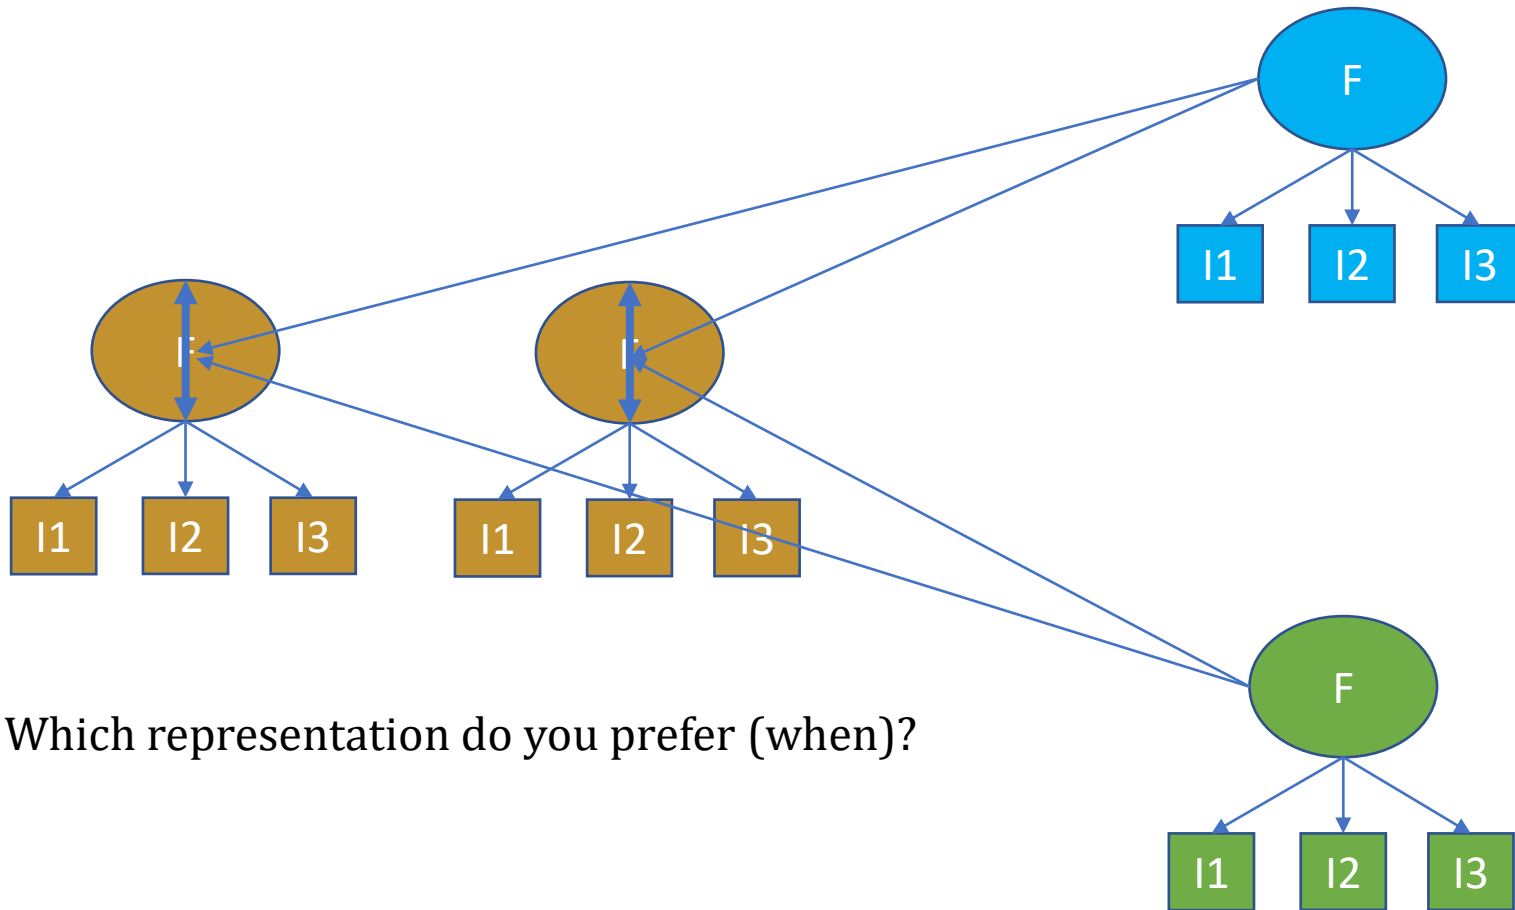 F
I1 I2 I3
F F
I1 I2 I3 I1 I2 I3
Which representation do you prefer (when)?
F
I1 I2 I3